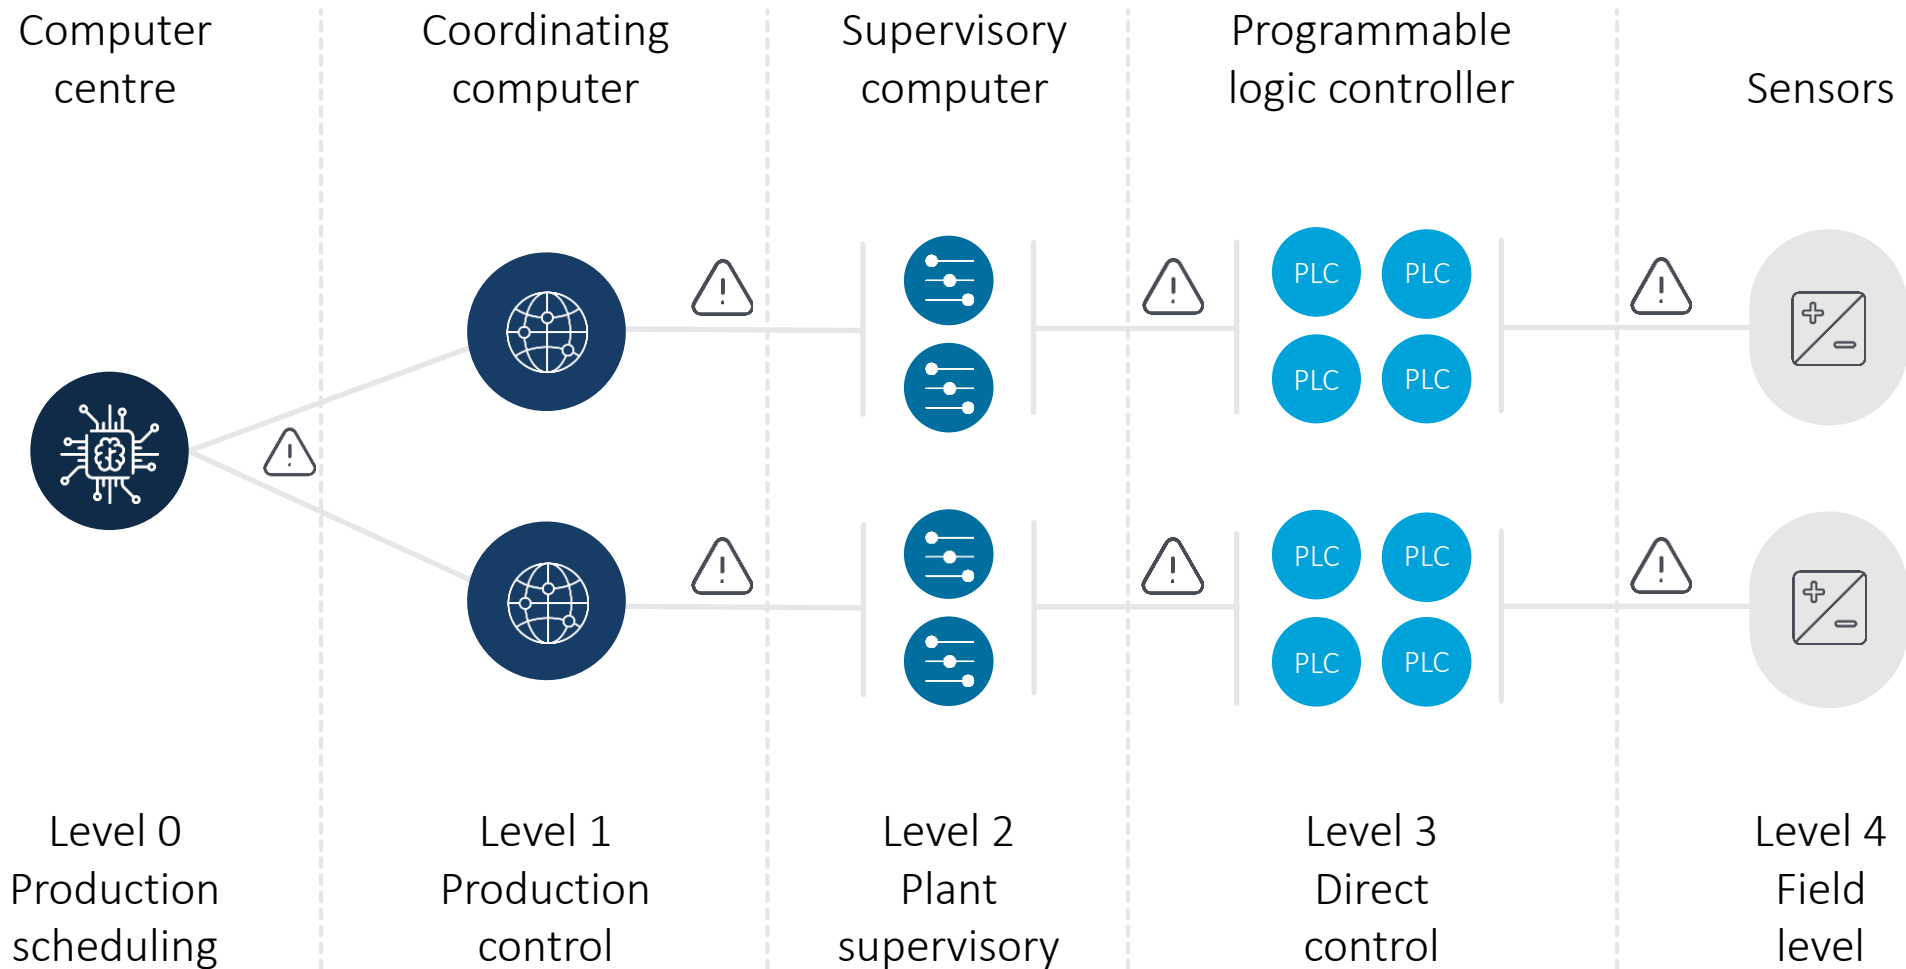 Computer
centre
Coordinating
computer
Supervisory
computer
Programmable
logic controller
Sensors
PLC PLC
PLC PLC
PLC PLC
PLC PLC
Level 0
Production
scheduling
Level 1
Production
control
Level 2
Plant
supervisory
Level 3
Direct
control
Level 4
Field
level